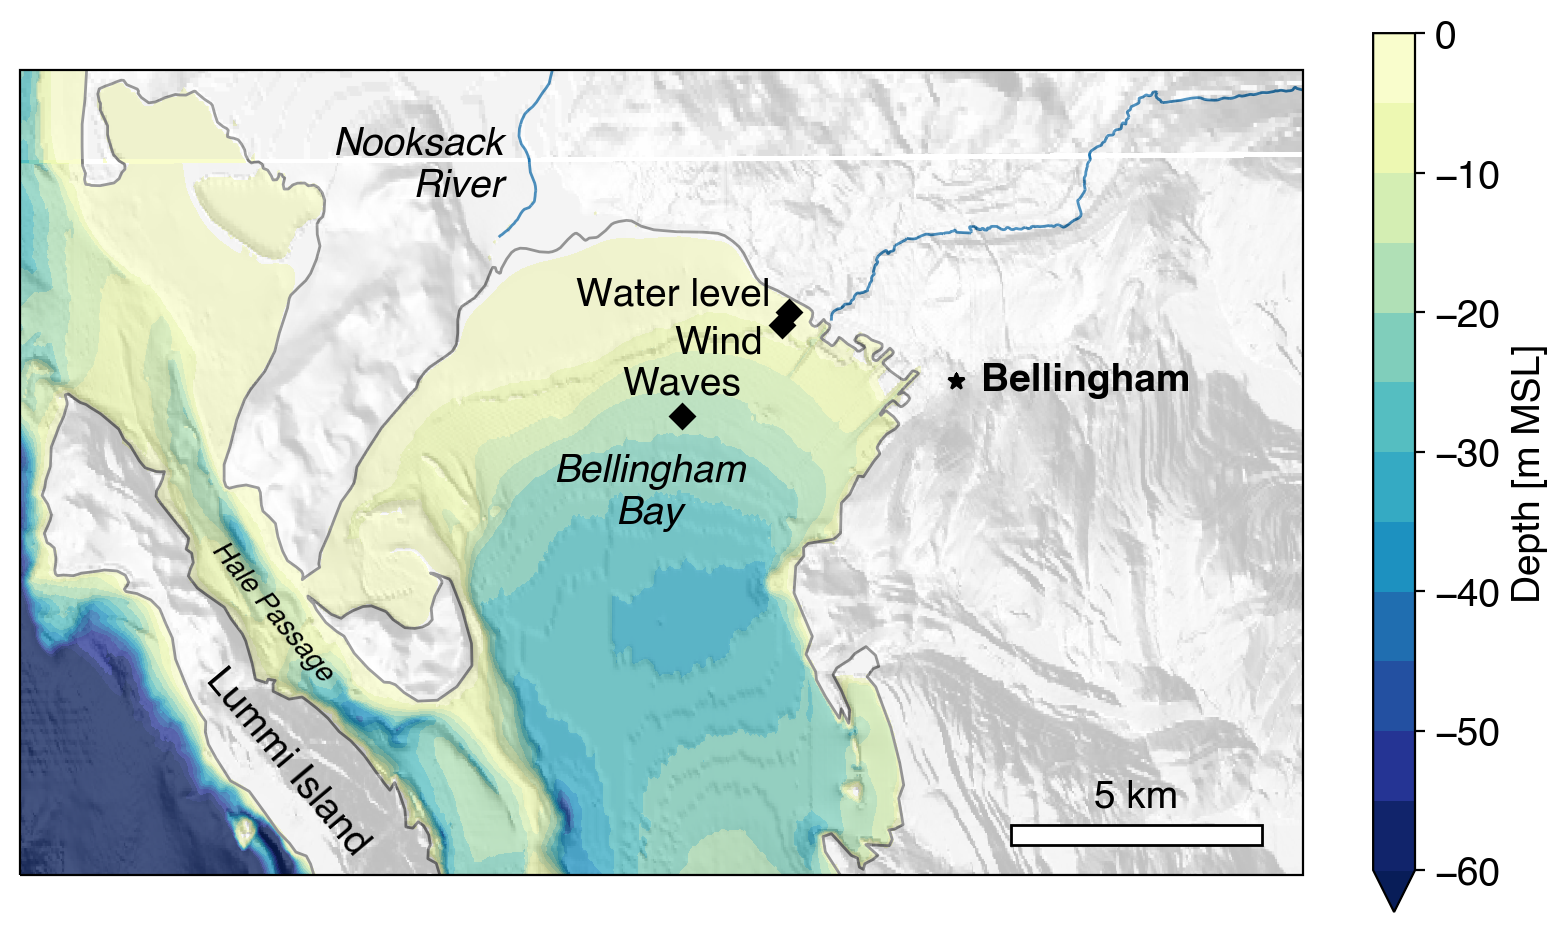 Nooksack
River
Water level
Wind
Waves
Bellingham
Bellingham
Bay
Hale Passage
Lummi Island
5 km
0
−10
−20
−30
−40
−50
−60
Depth [m MSL]